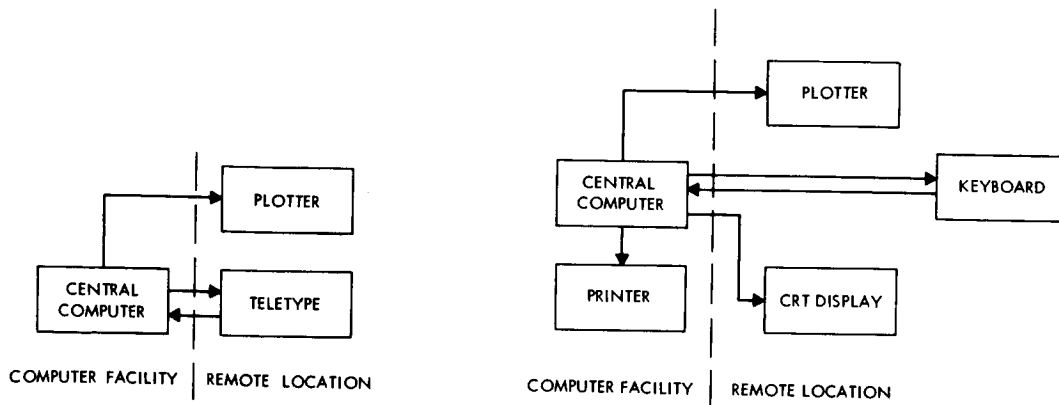 PLOTTER
CENTRAL
COMPUTER
TELETYPE
COMPUTER FACILITY
REMOTE LOCATION
PLOTTER
CENTRAL
COMPUTER
KEYBOARD
PRINTER
CRT DISPLAY
COMPUTER FACILITY
REMOTE LOCATION